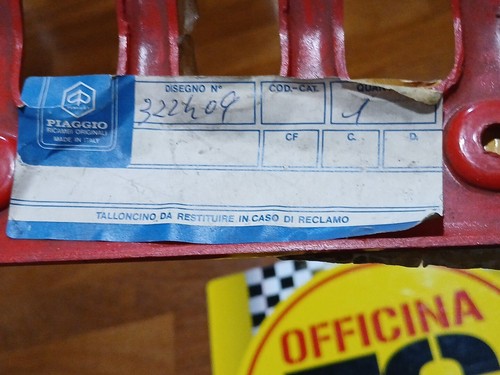 DISEGNO N°
COD.-CAT.
322409
1
PIAGGIO
RICAMBI ORIGINALI
MADE IN ITALY
CF
C.
D.
TALLONCINO DA RESTITUIRE IN CASO DI RECLAMO
OFFICINA